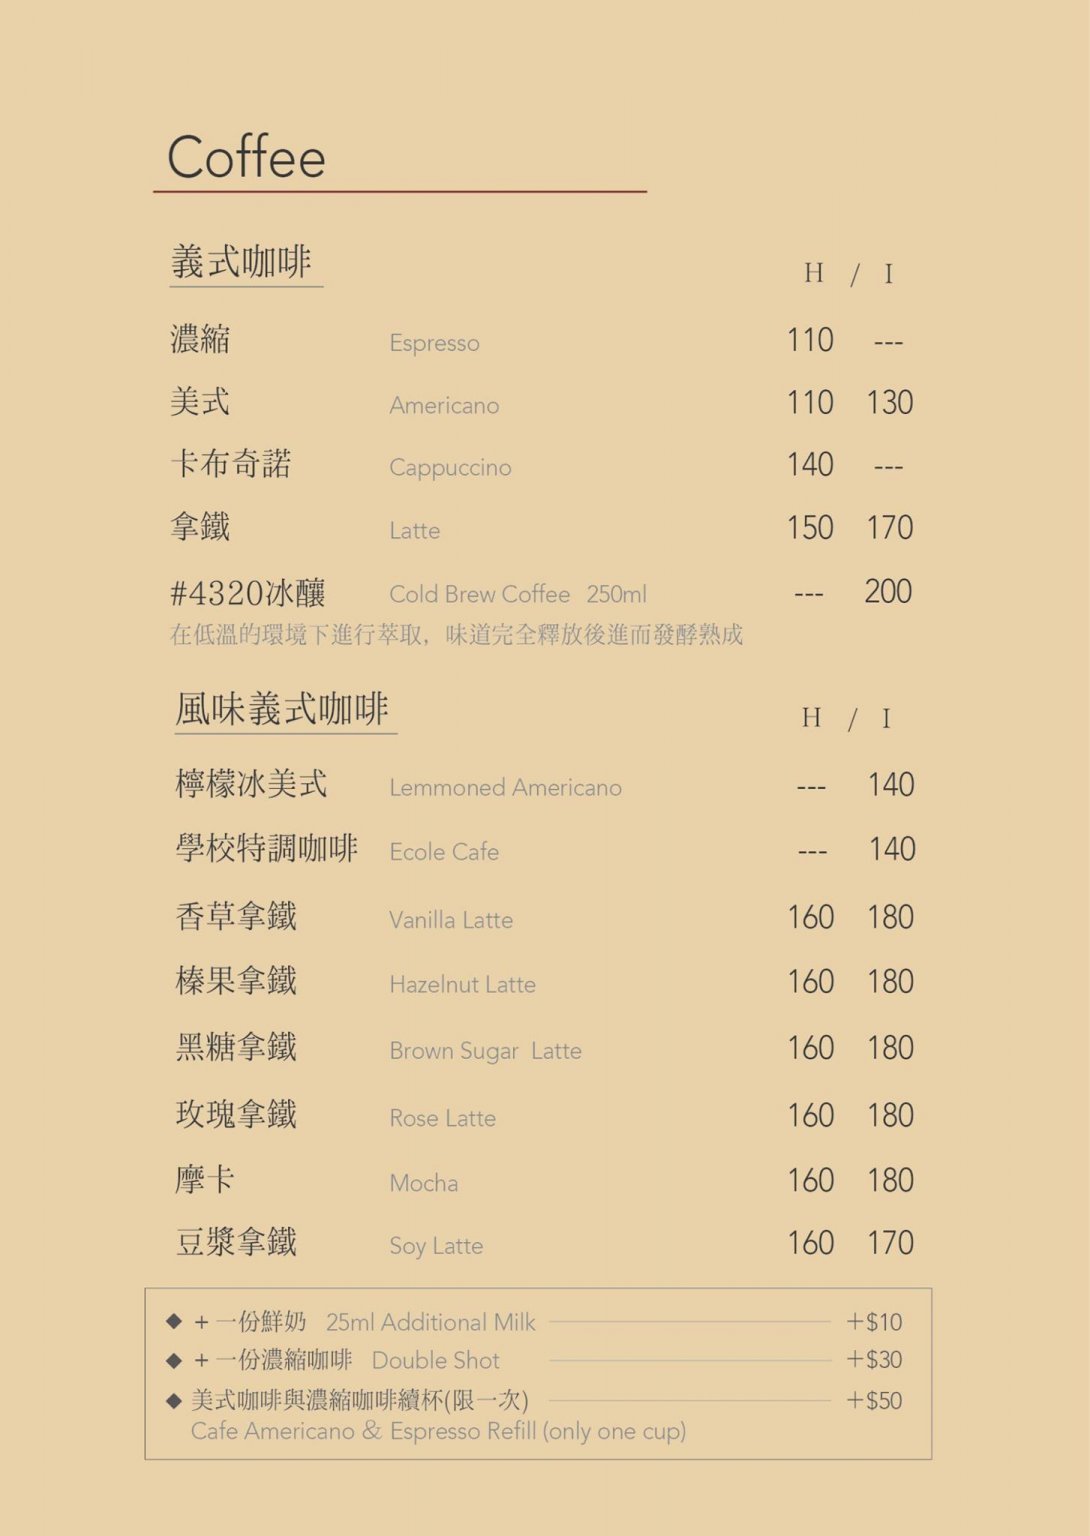 Coffee
義式咖啡 H / I
濃縮 Espresso 110 ---
美式 Americano 110 130
卡布奇諾 Cappuccino 140 ---
拿鐵 Latte 150 170
#4320冰釀 Cold Brew Coffee 250ml --- 200
在低溫的環境下進行萃取，味道完全釋放後進而發酵熟成
風味義式咖啡 H / I
檸檬冰美式 Lemmoned Americano --- 140
學校特調咖啡 Ecole Cafe --- 140
香草拿鐵 Vanilla Latte 160 180
榛果拿鐵 Hazelnut Latte 160 180
黑糖拿鐵 Brown Sugar Latte 160 180
玫瑰拿鐵 Rose Latte 160 180
摩卡 Mocha 160 180
豆漿拿鐵 Soy Latte 160 170
◆ + 一份鮮奶 25ml Additional Milk +$10
◆ + 一份濃縮咖啡 Double Shot +$30
◆ 美式咖啡與濃縮咖啡續杯(限一次) +$50
Cafe Americano & Espresso Refill (only one cup)